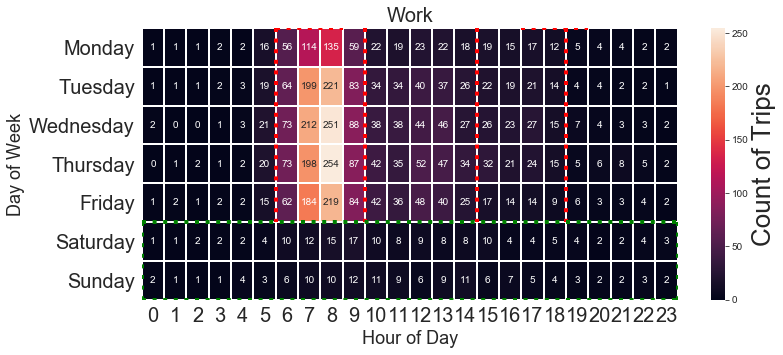 Work
Monday 1 1 1 2 2 16 56 114 135 59 22 19 23 22 18 19 15 17 12 5 4 4 2 2
Tuesday 1 1 1 2 3 19 64 199 221 83 34 34 40 37 26 22 19 21 14 4 4 2 2 1
Wednesday 2 0 0 1 3 21 73 212 251 88 38 38 44 46 27 26 23 27 15 7 4 3 3 2
Thursday 0 1 2 1 2 20 73 198 254 87 42 35 52 47 34 32 21 24 15 5 6 8 5 2
Friday 1 2 1 2 2 15 62 184 219 84 42 36 48 40 25 17 14 14 9 6 3 3 4 2
Saturday 1 1 2 2 2 4 10 12 15 17 10 8 9 8 8 10 4 4 5 4 2 2 4 3
Sunday 2 1 1 1 4 3 6 10 10 12 11 9 6 9 11 6 7 5 4 3 2 2 3 2
0 1 2 3 4 5 6 7 8 9 10 11 12 13 14 15 16 17 18 19 20 21 22 23
Hour of Day
Day of Week
250
200
150
100
50
0
Count of Trips